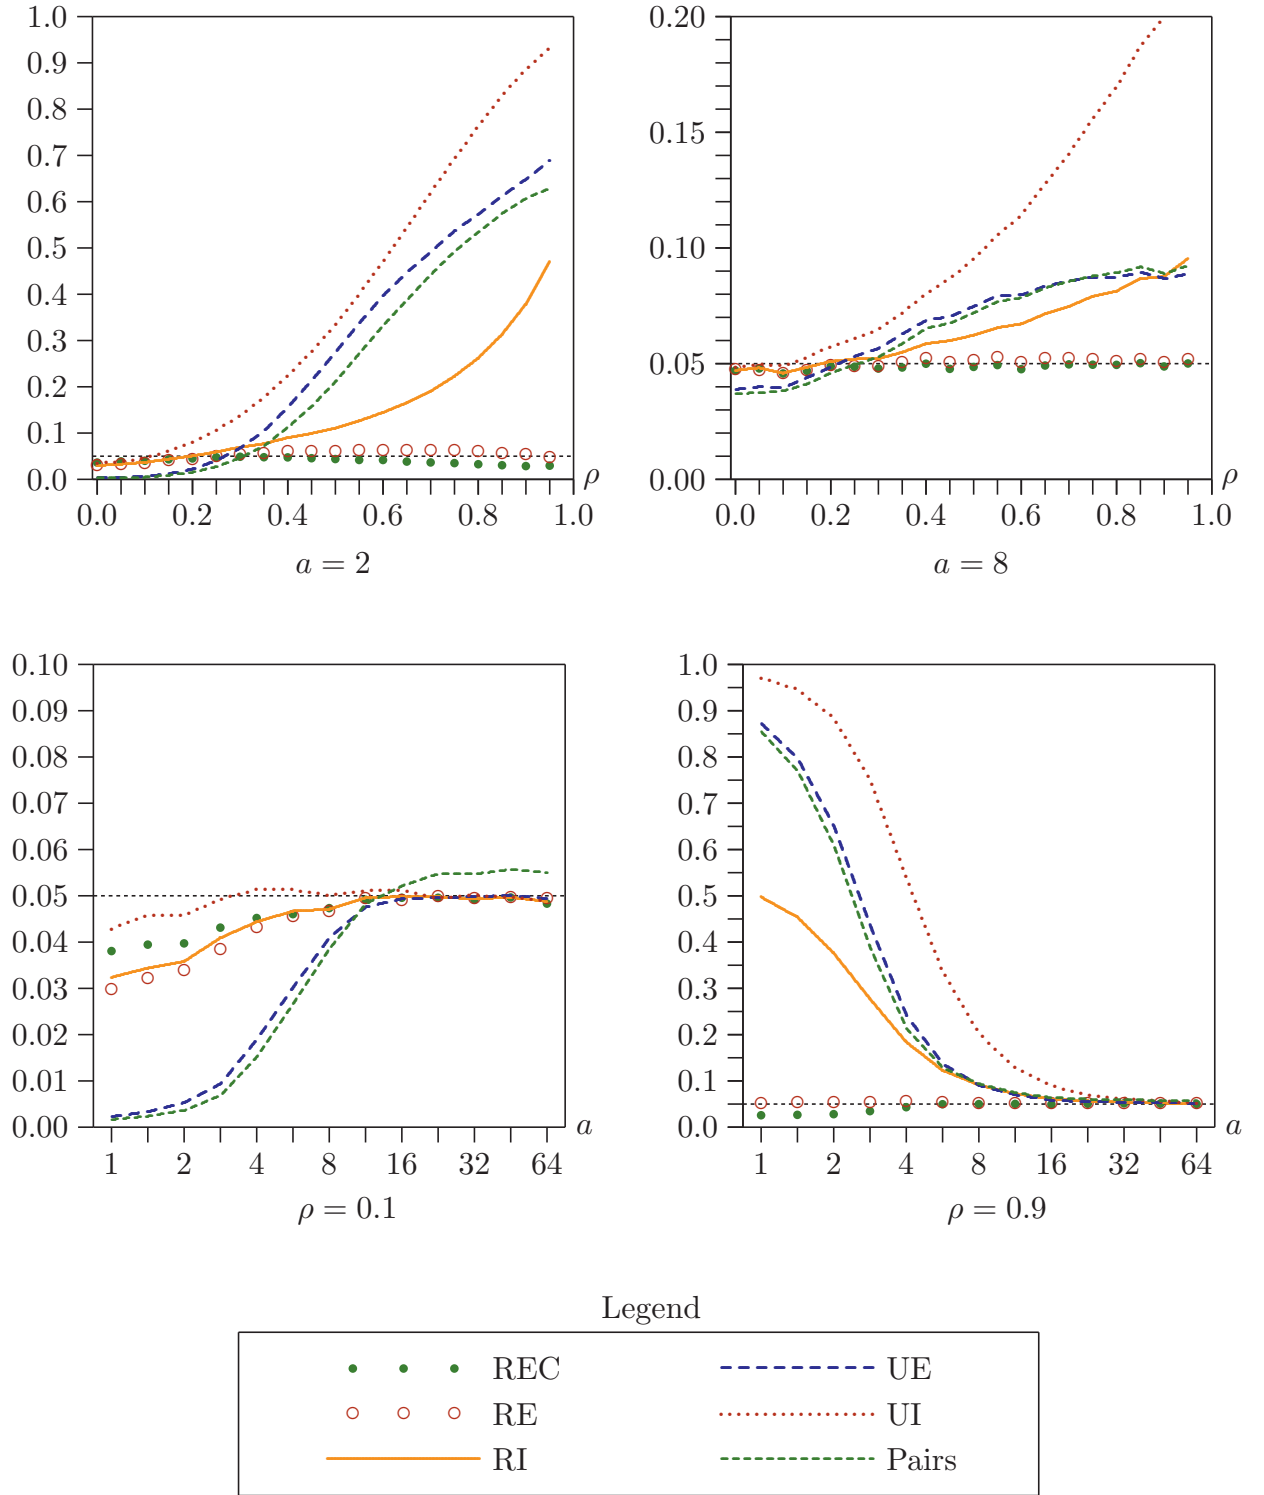 1.0
0.9
0.8
0.7
0.6
0.5
0.4
0.3
0.2
0.1
0.0
0.0 0.2 0.4 0.6 0.8 1.0
ρ
a = 2
0.20
0.15
0.10
0.05
0.00
0.0 0.2 0.4 0.6 0.8 1.0
ρ
a = 8
0.10
0.09
0.08
0.07
0.06
0.05
0.04
0.03
0.02
0.01
0.00
1 2 4 8 16 32 64
a
ρ = 0.1
1.0
0.9
0.8
0.7
0.6
0.5
0.4
0.3
0.2
0.1
0.0
1 2 4 8 16 32 64
a
ρ = 0.9
Legend
REC
RE
RI
UE
UI
Pairs